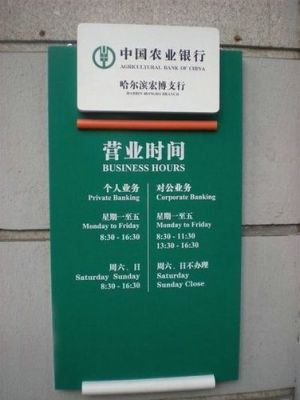 中国农业银行
AGRICULTURAL BANK OF CHINA
哈尔滨宏博支行
HARBIN HONGBO BRANCH
营业时间
BUSINESS HOURS
个人业务
Private Banking
星期一至五
Monday to Friday
8:30 - 16:30
周六、日
Saturday Sunday
8:30 - 16:30
对公业务
Corporate Banking
星期一至五
Monday to Friday
8:30 - 11:30
13:30 - 16:30
周六、日不办理
Saturday
Sunday Close